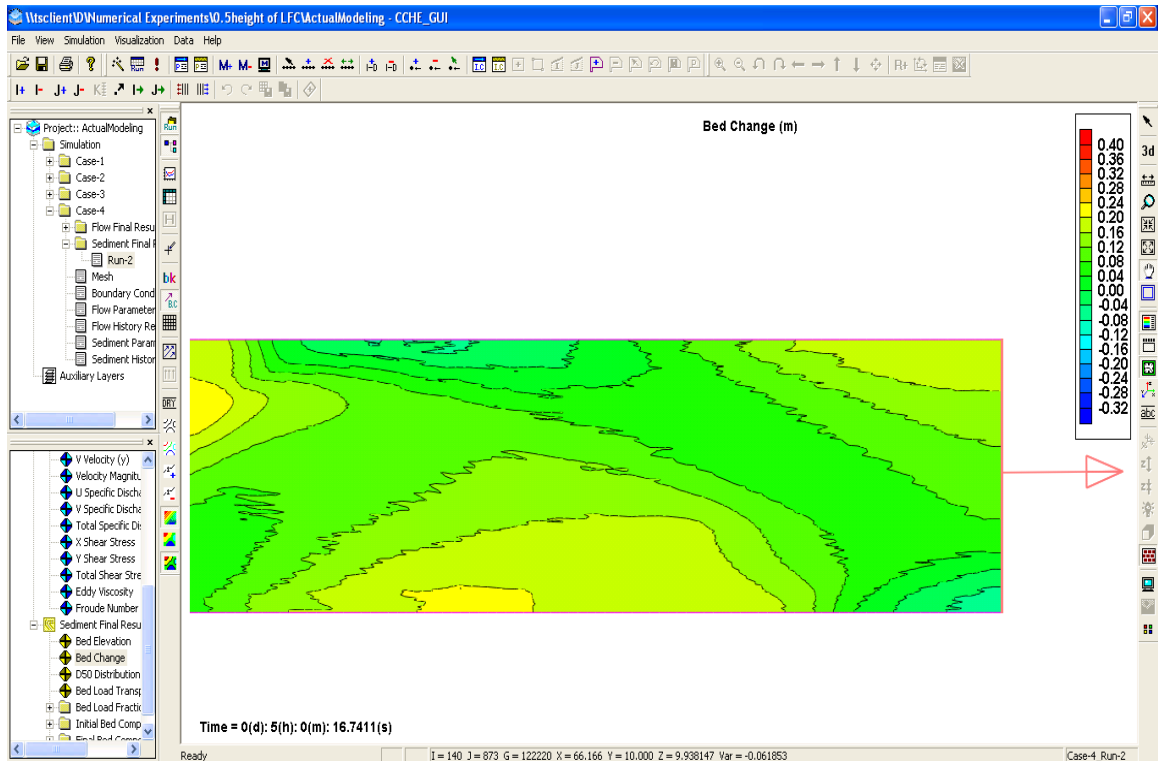 \\tsclient\D\Numerical Experiments\0.5height of LFC\ActualModeling - CCHE_GUI
File View Simulation Visualization Data Help
Run
M+ M- M
I.C
P
R+
I+ I- J+ J- K I+ J+
Project:: ActualModeling
Simulation
Case-1
Case-2
Case-3
Case-4
Flow Final Resu
Sediment Final F
Run-2
Mesh
Boundary Cond
Flow Parameter
Flow History Re
Sediment Param
Sediment Histor
Auxiliary Layers
V Velocity (y)
Velocity Magnitu
U Specific Discha
V Specific Discha
Total Specific Dis
X Shear Stress
Y Shear Stress
Total Shear Stre
Eddy Viscosity
Froude Number
Sediment Final Resu
Bed Elevation
Bed Change
D50 Distribution
Bed Load Transp
Bed Load Fractio
Initial Bed Comp
Final Bed Compo
Run
H
bk
B.C
DRY
Bed Change (m)
0.40
0.36
0.32
0.28
0.24
0.20
0.16
0.12
0.08
0.04
0.00
-0.04
-0.08
-0.12
-0.16
-0.20
-0.24
-0.28
-0.32
3d
abc
Time = 0(d): 5(h): 0(m): 16.7411(s)
Ready
I = 140 J = 873 G = 122220 X = 66.166 Y = 10.000 Z = 9.938147 Var = -0.061853
Case-4 Run-2